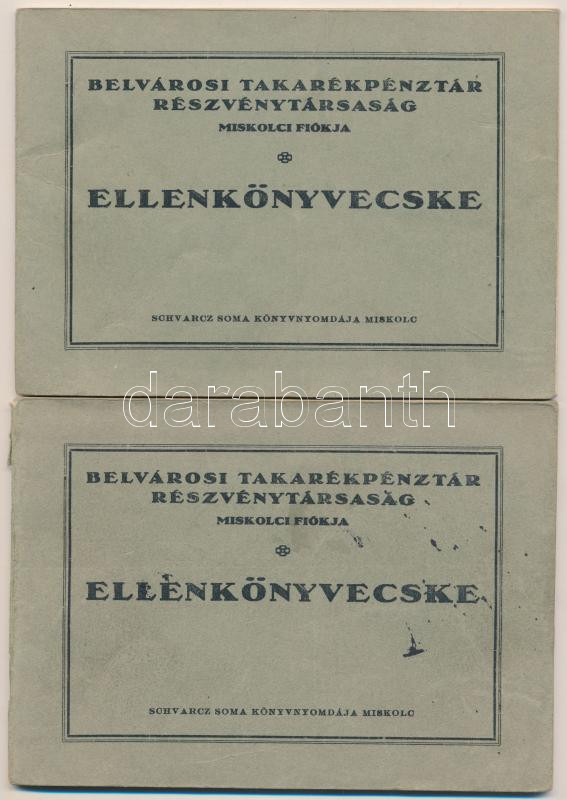 BELVÁROSI TAKARÉKPÉNZTÁR
RÉSZVÉNYTÁRSASÁG
MISKOLCI FIÓKJA
ELLENKÖNYVECSKE
SCHVARCZ SOMA KÖNYVNYOMDÁJA MISKOLC
darabanth
BELVÁROSI TAKARÉKPÉNZTÁR
RÉSZVÉNYTÁRSASÁG
MISKOLCI FIÓKJA
ELLENKÖNYVECSKE
SCHVARCZ SOMA KÖNYVNYOMDÁJA MISKOLC